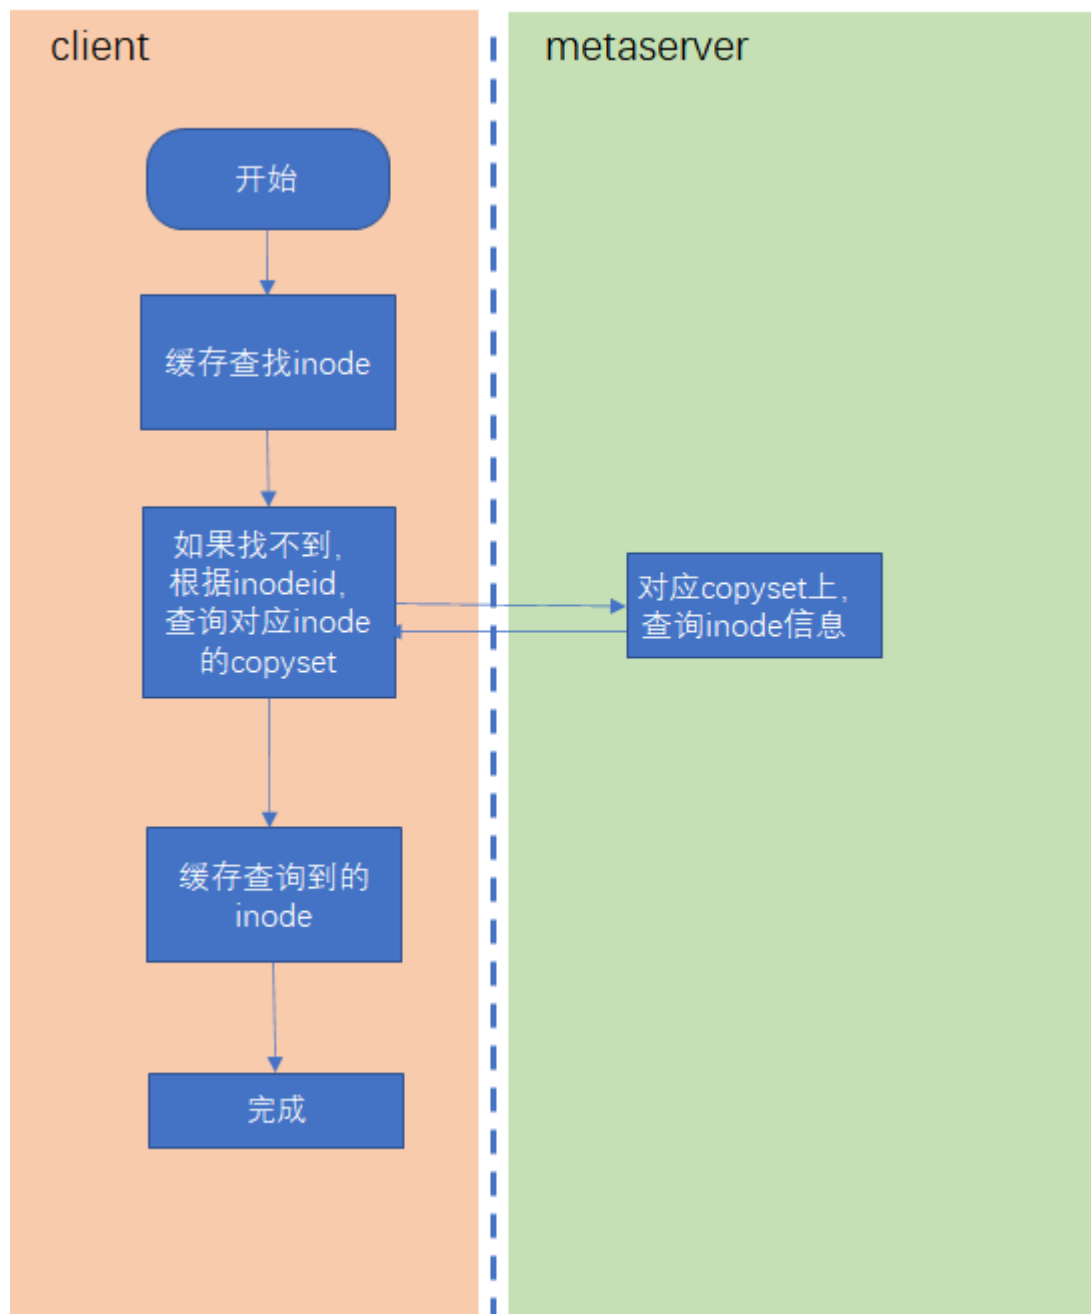 client
metaserver
开始
缓存查找inode
如果找不到，
根据inodeid,
查询对应inode
的copyset
对应copyset上，
查询inode信息
缓存查询到的
inode
完成